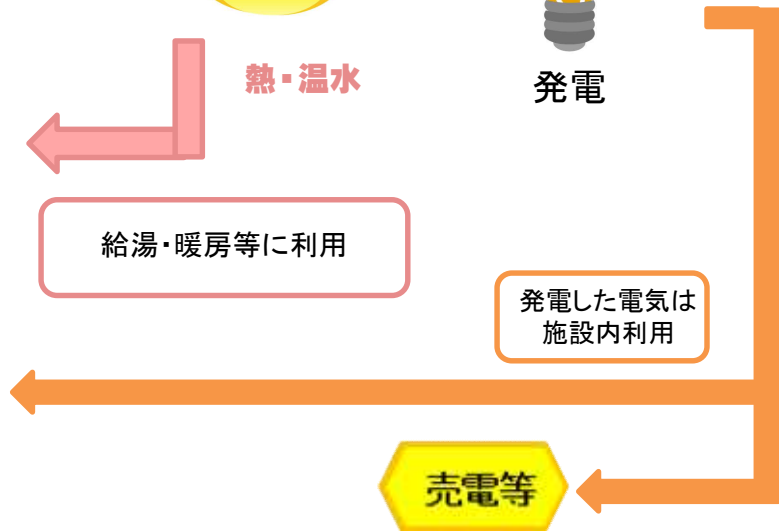 熱・温水
発電
給湯・暖房等に利用
発電した電気は
施設内利用
売電等